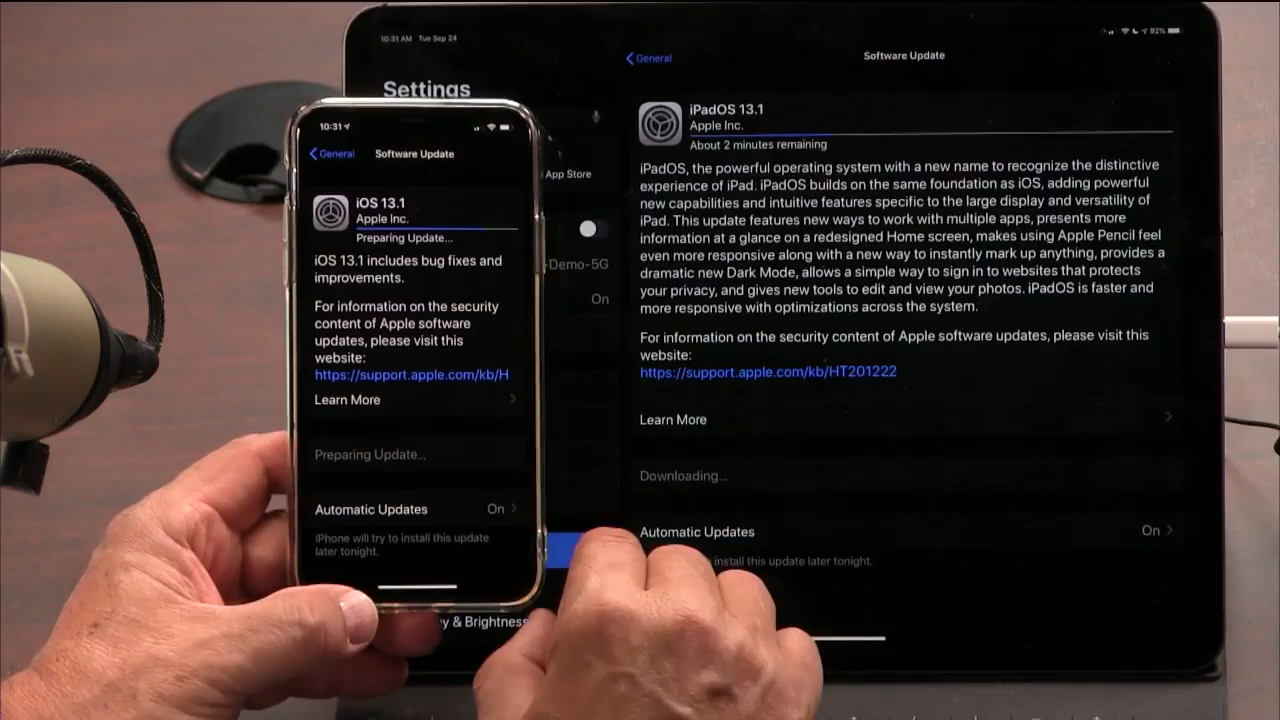 10:31 AM Tue Sep 24
92%
Settings
App Store
-Demo-5G
On
y & Brightness
General
Software Update
iPadOS 13.1
Apple Inc.
About 2 minutes remaining
iPadOS, the powerful operating system with a new name to recognize the distinctive
experience of iPad. iPadOS builds on the same foundation as iOS, adding powerful
new capabilities and intuitive features specific to the large display and versatility of
iPad. This update features new ways to work with multiple apps, presents more
information at a glance on a redesigned Home screen, makes using Apple Pencil feel
even more responsive along with a new way to instantly mark up anything, provides a
dramatic new Dark Mode, allows a simple way to sign in to websites that protects
your privacy, and gives new tools to edit and view your photos. iPadOS is faster and
more responsive with optimizations across the system.
For information on the security content of Apple software updates, please visit this
website:
https://support.apple.com/kb/HT201222
Learn More
Downloading...
Automatic Updates On
install this update later tonight.
10:31
General
Software Update
iOS 13.1
Apple Inc.
Preparing Update...
iOS 13.1 includes bug fixes and
improvements.
For information on the security
content of Apple software
updates, please visit this
website:
https://support.apple.com/kb/H
Learn More
Preparing Update...
Automatic Updates On
iPhone will try to install this update
later tonight.